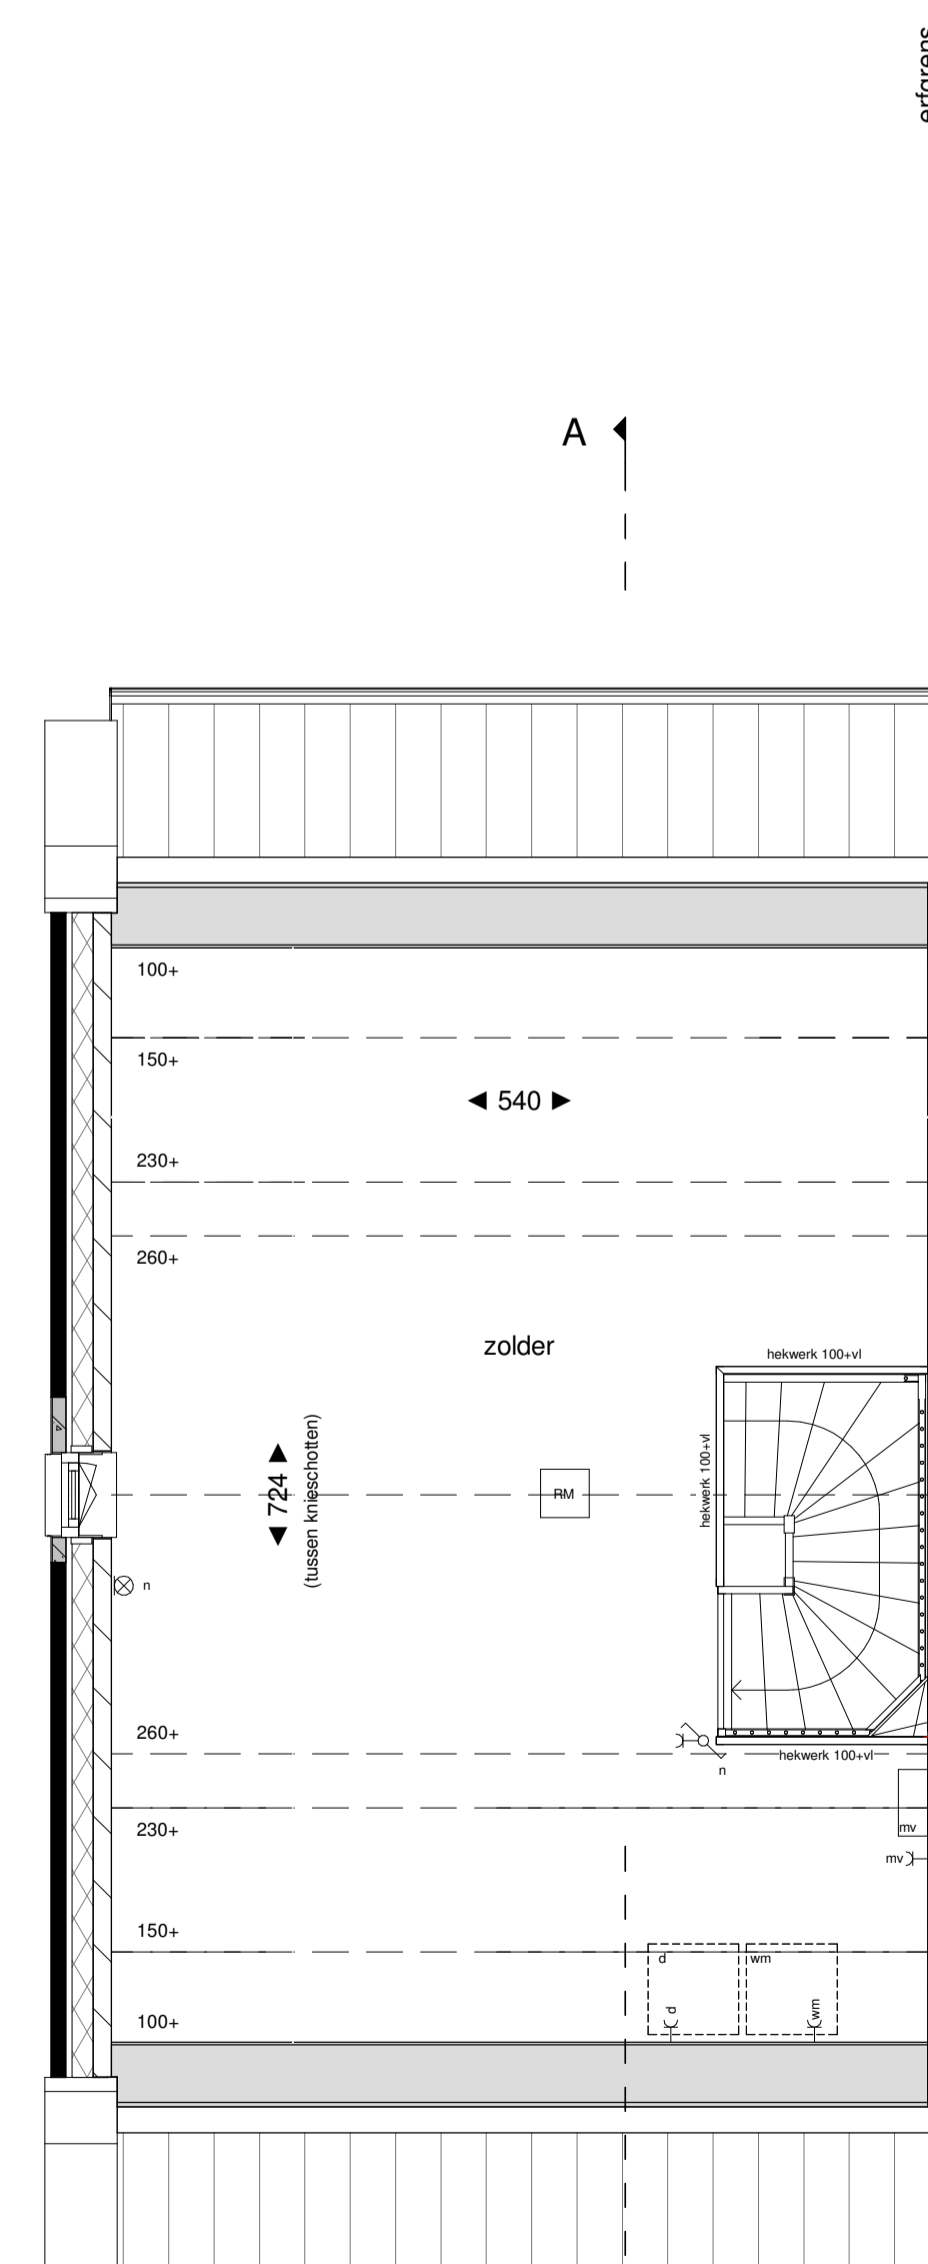 erfgrens
A
100+
150+
540
230+
260+
zolder
hekwerk 100+vl
hekwerk 100+vl
724
(tussen knieschotten)
RM
n
260+
hekwerk 100+vl
n
230+
mv
mv
150+
d
wm
d
wm
100+